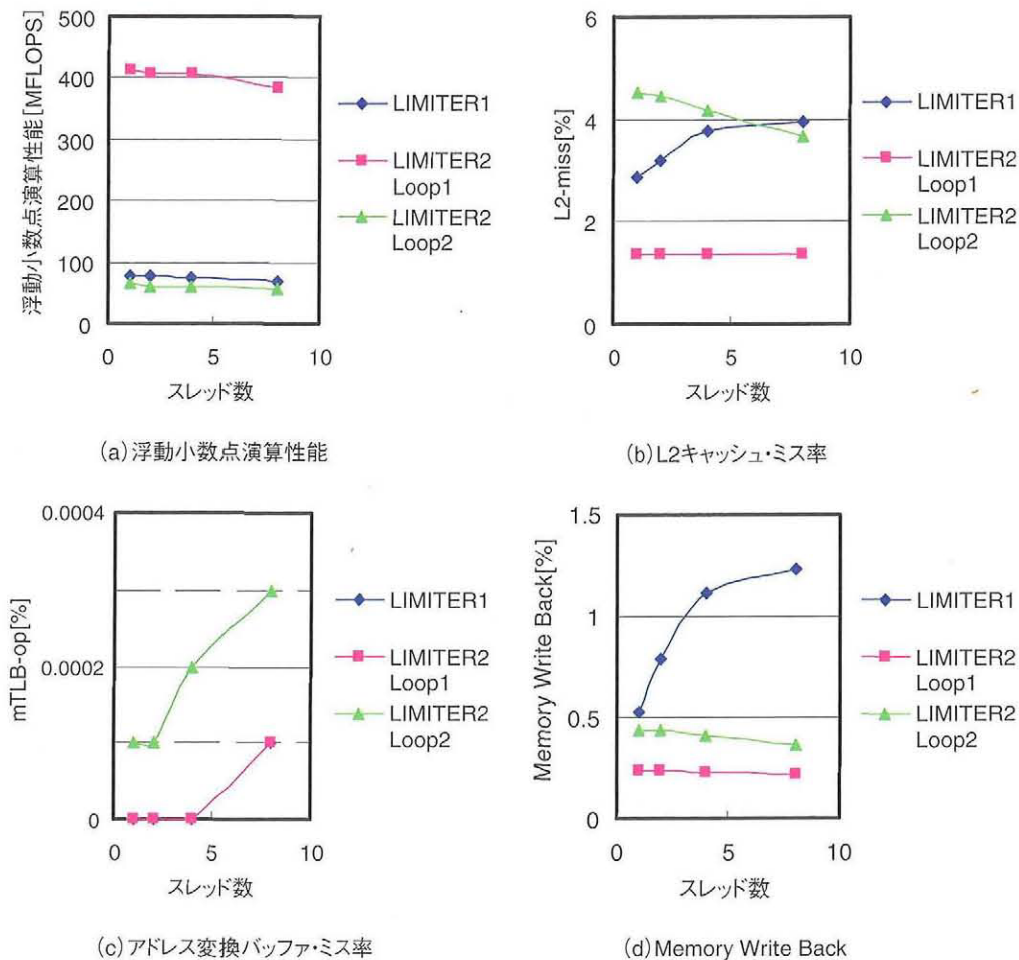 浮動小数点演算性能[MFLOPS]
500
400
300
200
100
0
0
5
10
スレッド数
LIMITER1
LIMITER2
Loop1
LIMITER2
Loop2
(a)浮動小数点演算性能
L2-miss[%]
6
4
2
0
0
5
10
スレッド数
LIMITER1
LIMITER2
Loop1
LIMITER2
Loop2
(b)L2キャッシュ・ミス率
mTLB-op[%]
0.0004
0.0002
0
0
5
10
スレッド数
LIMITER1
LIMITER2
Loop1
LIMITER2
Loop2
(c)アドレス変換バッファ・ミス率
Memory Write Back[%]
1.5
1
0.5
0
0
5
10
スレッド数
LIMITER1
LIMITER2
Loop1
LIMITER2
Loop2
(d)Memory Write Back